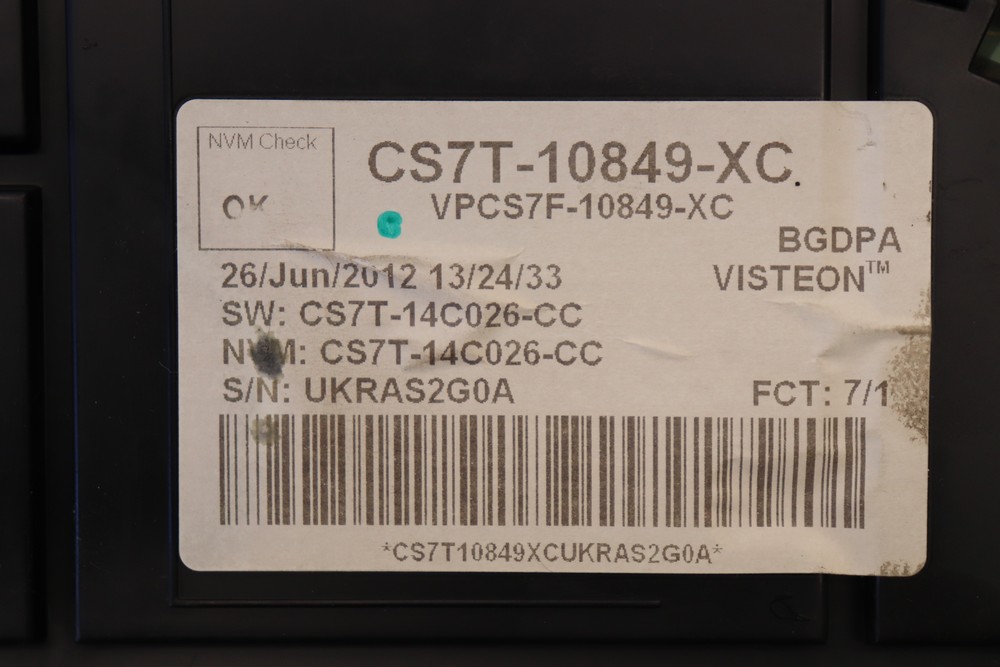 NVM Check
OK
CS7T-10849-XC
VPCS7F-10849-XC
BGDPA
26/Jun/2012 13/24/33
VISTEON™
SW: CS7T-14C026-CC
NVM: CS7T-14C026-CC
S/N: UKRAS2G0A
FCT: 7/1
*CS7T10849XCUKRAS2G0A*